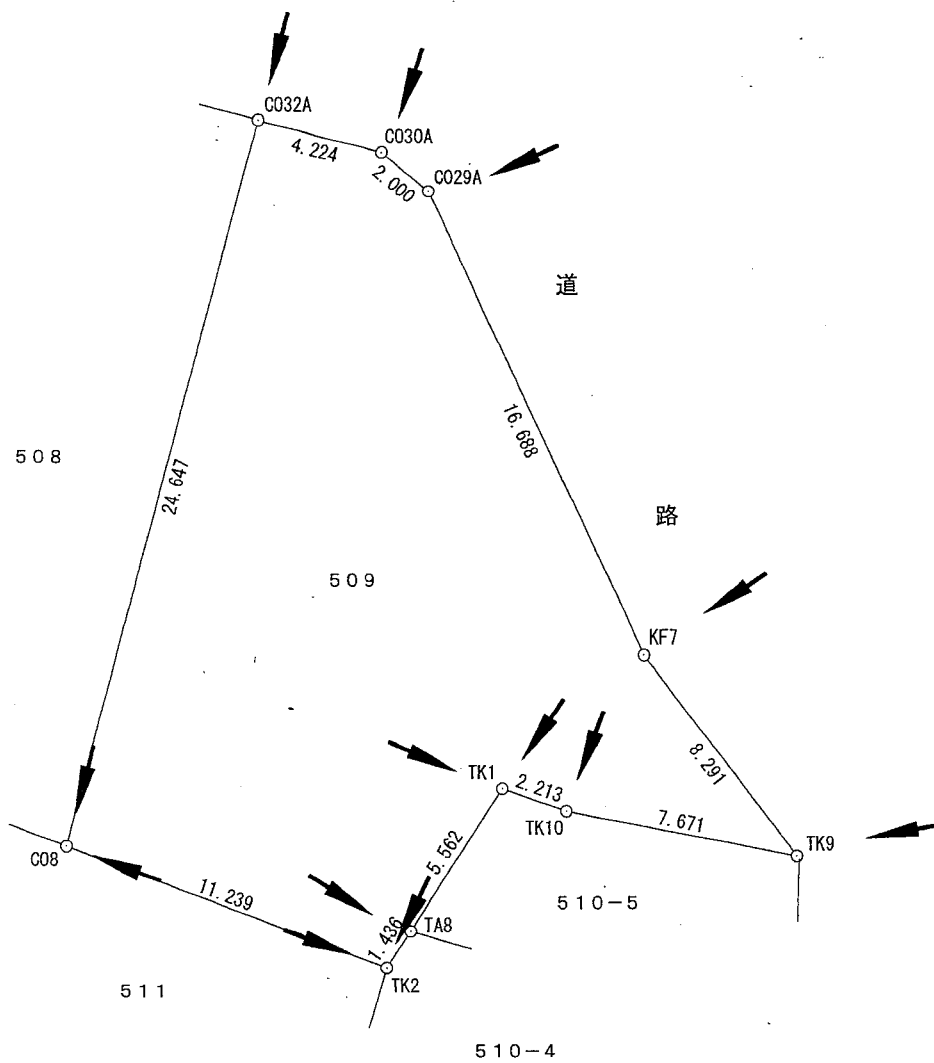 C032A
4.224
C030A
2.000
C029A
道
16.688
508
24.647
路
509
KF7
8.291
TK1
2.213
TK10
7.671
TK9
C08
5.562
11.239
510-5
1.436
TA8
TK2
511
510-4